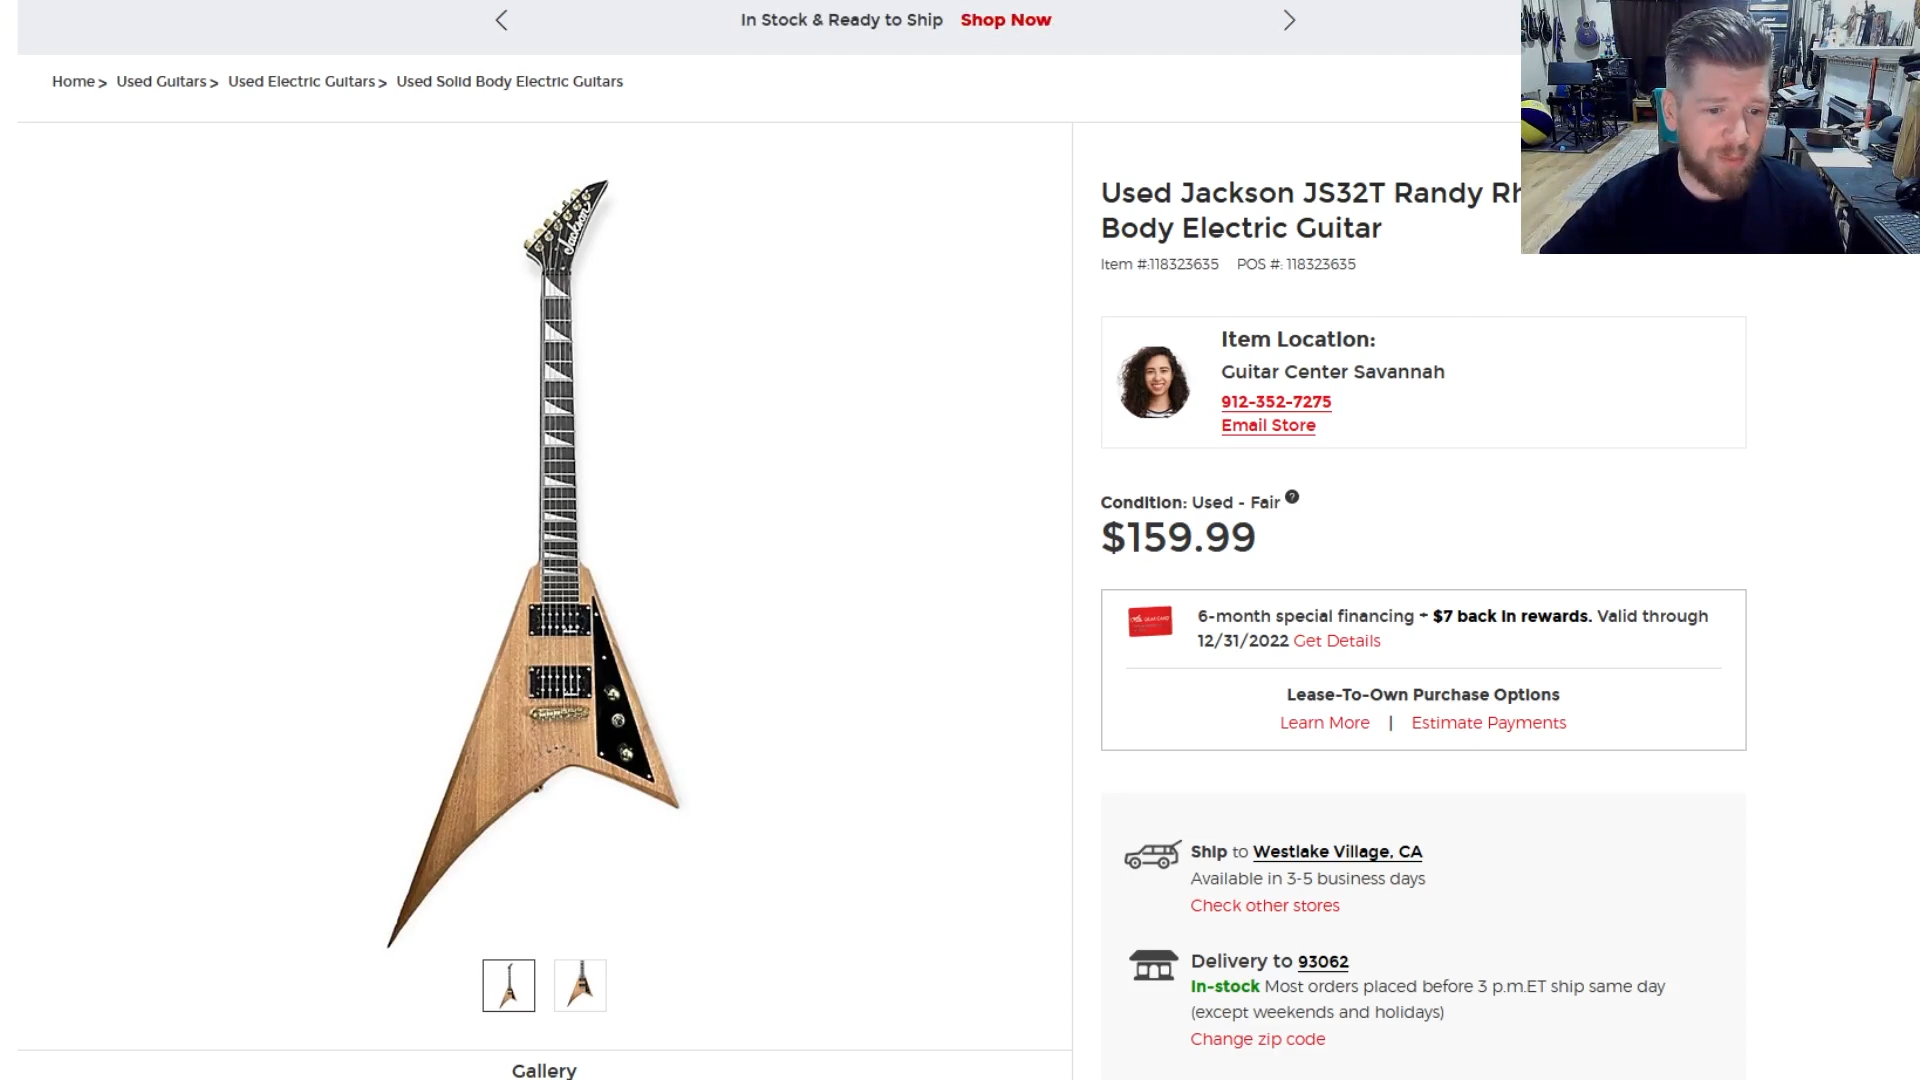 In Stock & Ready to Ship Shop Now
Home > Used Guitars > Used Electric Guitars > Used Solid Body Electric Guitars
Jackson
Used Jackson JS32T Randy Rh
Body Electric Guitar
Item #:118323635 POS #: 118323635
Item Location:
Guitar Center Savannah
912-352-7275
Email Store
Condition: Used - Fair ?
$159.99
6-month special financing + $7 back in rewards. Valid through
12/31/2022 Get Details
Lease-To-Own Purchase Options
Learn More | Estimate Payments
Ship to Westlake Village, CA
Available in 3-5 business days
Check other stores
Delivery to 93062
In-stock Most orders placed before 3 p.m.ET ship same day
(except weekends and holidays)
Change zip code
Gallery